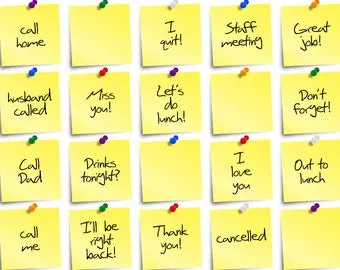 call
home
I
quit!
Staff
meeting
Great
job!
husband
called
Miss
you!
Let's
do
lunch!
Don't
forget!
Call
Dad
Drinks
tonight?
I
love
you
Out to
lunch
call
me
I'll be
right
back!
Thank
you!
cancelled